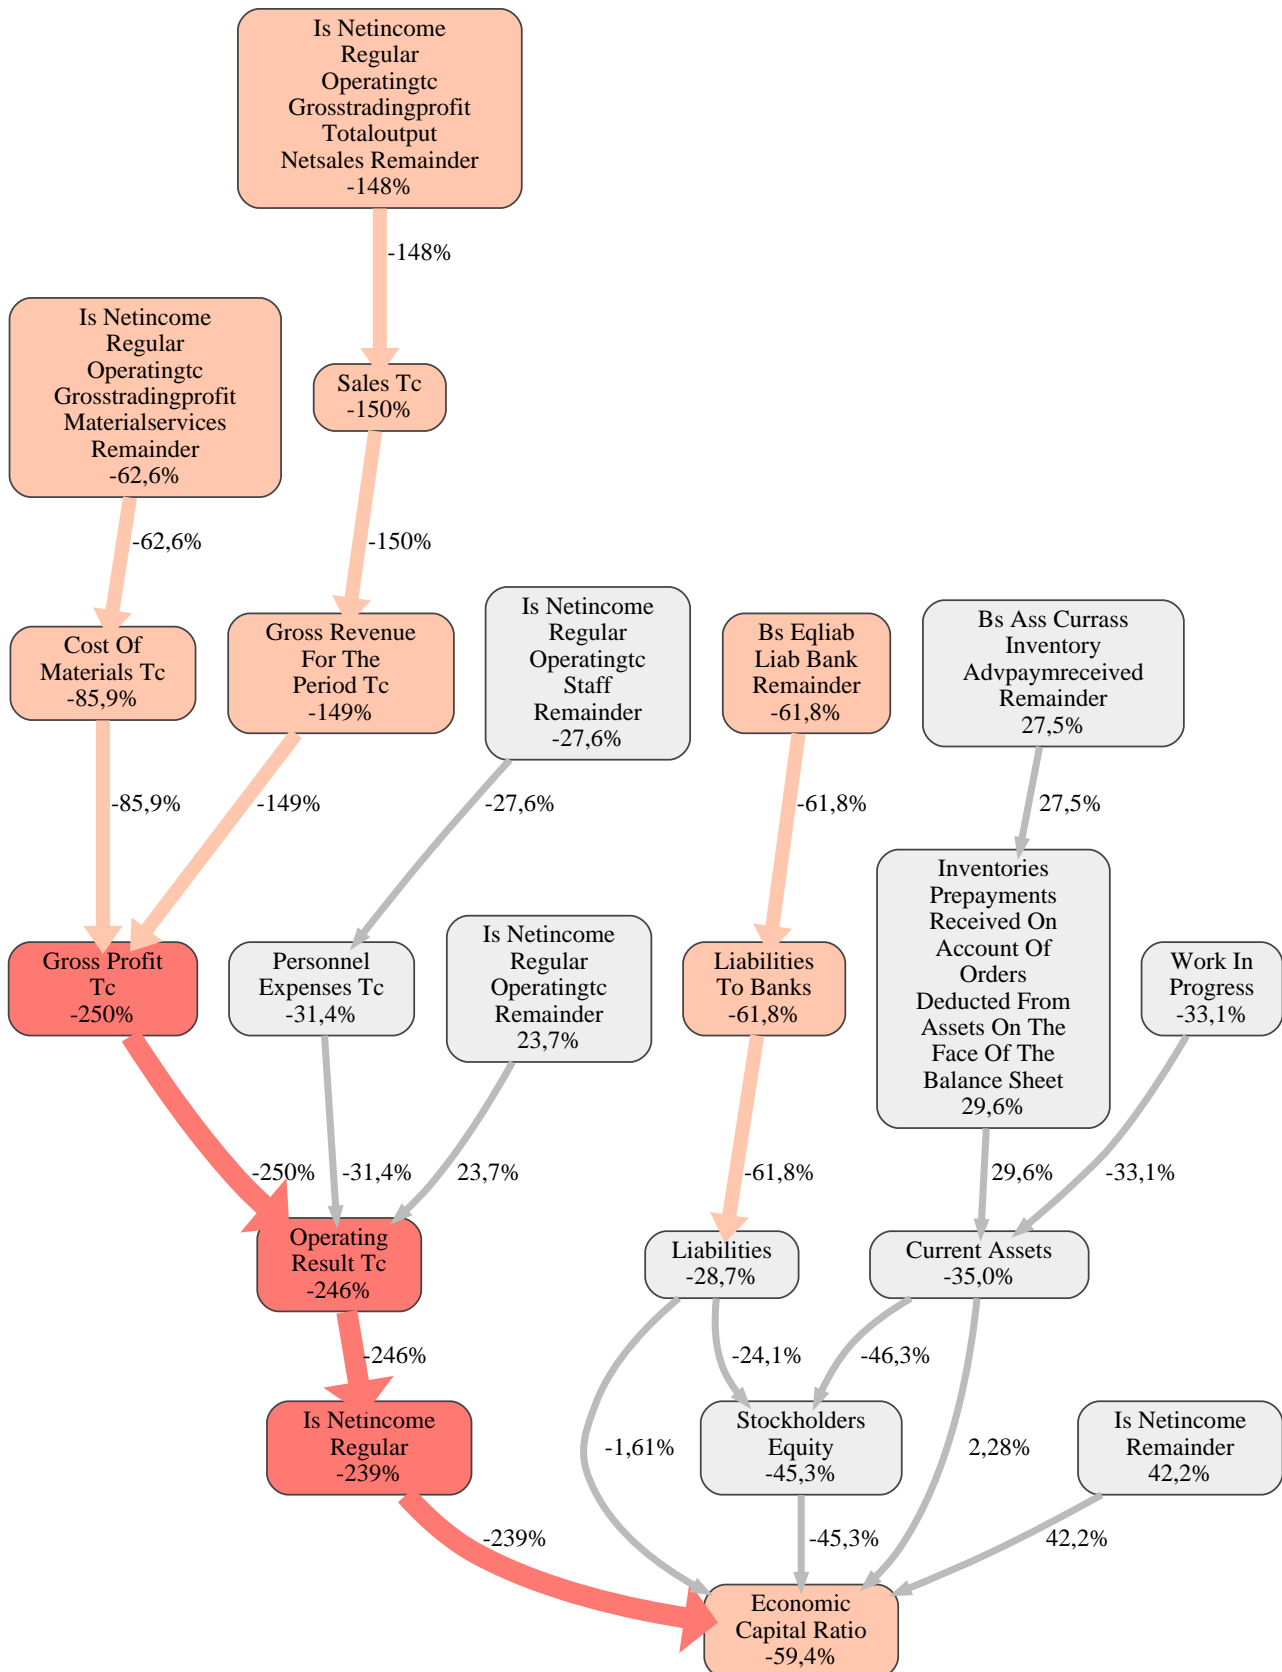 Is Netincome
Regular
Operatingtc
Grosstradingprofit
Totaloutput
Netsales Remainder
-148%
-148%
Is Netincome
Regular
Operatingtc
Grosstradingprofit
Materialservices
Remainder
-62,6%
Sales Tc
-150%
-62,6%
-150%
Cost Of
Materials Tc
-85,9%
Gross Revenue
For The
Period Tc
-149%
Is Netincome
Regular
Operatingtc
Staff
Remainder
-27,6%
Bs Eqliab
Liab Bank
Remainder
-61,8%
Bs Ass Currass
Inventory
Advpaymreceived
Remainder
27,5%
-85,9%
-149%
-27,6%
-61,8%
27,5%
Gross Profit
Tc
-250%
Personnel
Expenses Tc
-31,4%
Is Netincome
Regular
Operatingtc
Remainder
23,7%
Liabilities
To Banks
-61,8%
Inventories
Prepayments
Received On
Account Of
Orders
Deducted From
Assets On The
Face Of The
Balance Sheet
29,6%
Work In
Progress
-33,1%
-250%
-31,4%
23,7%
-61,8%
29,6%
-33,1%
Operating
Result Tc
-246%
Liabilities
-28,7%
Current Assets
-35,0%
-246%
-24,1%
-46,3%
Is Netincome
Regular
-239%
-1,61%
Stockholders
Equity
-45,3%
2,28%
Is Netincome
Remainder
42,2%
-239%
-45,3%
42,2%
Economic
Capital Ratio
-59,4%